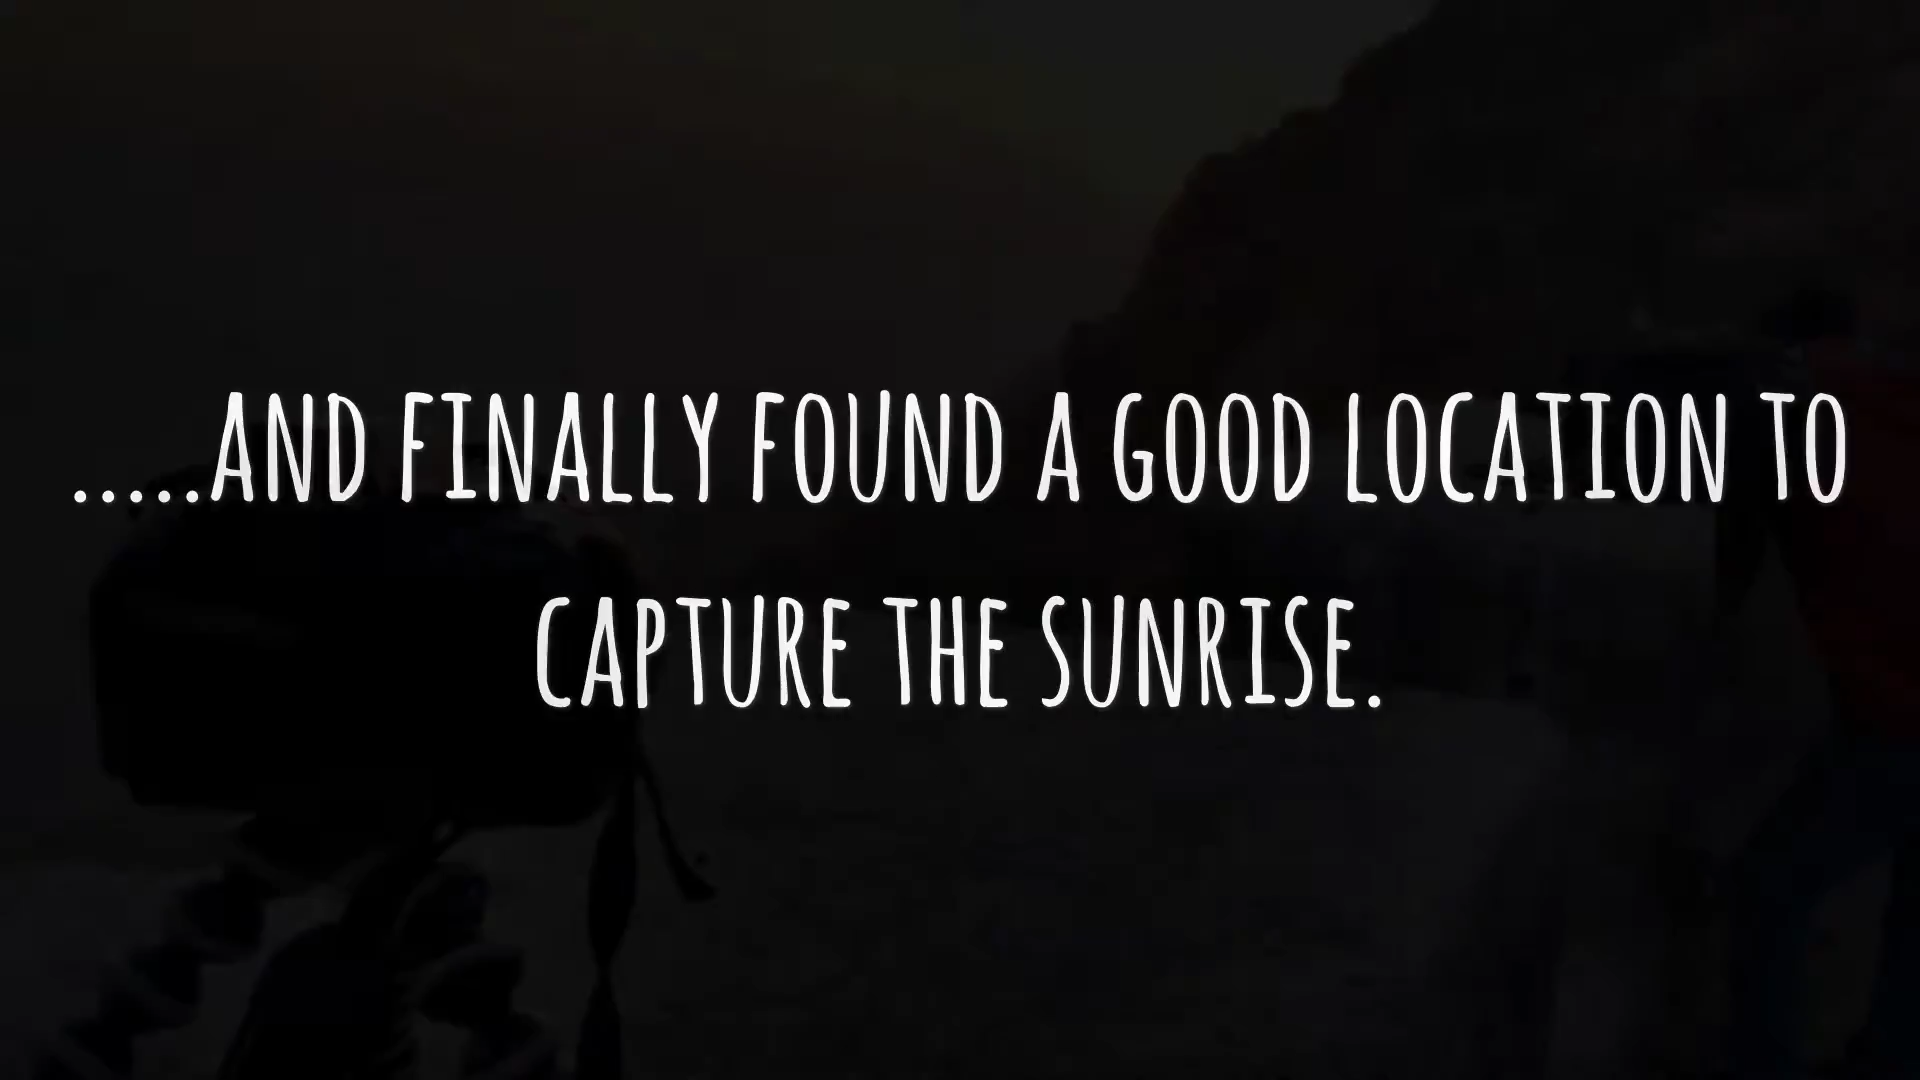 .....AND FINALLY FOUND A GOOD LOCATION TO
CAPTURE THE SUNRISE.